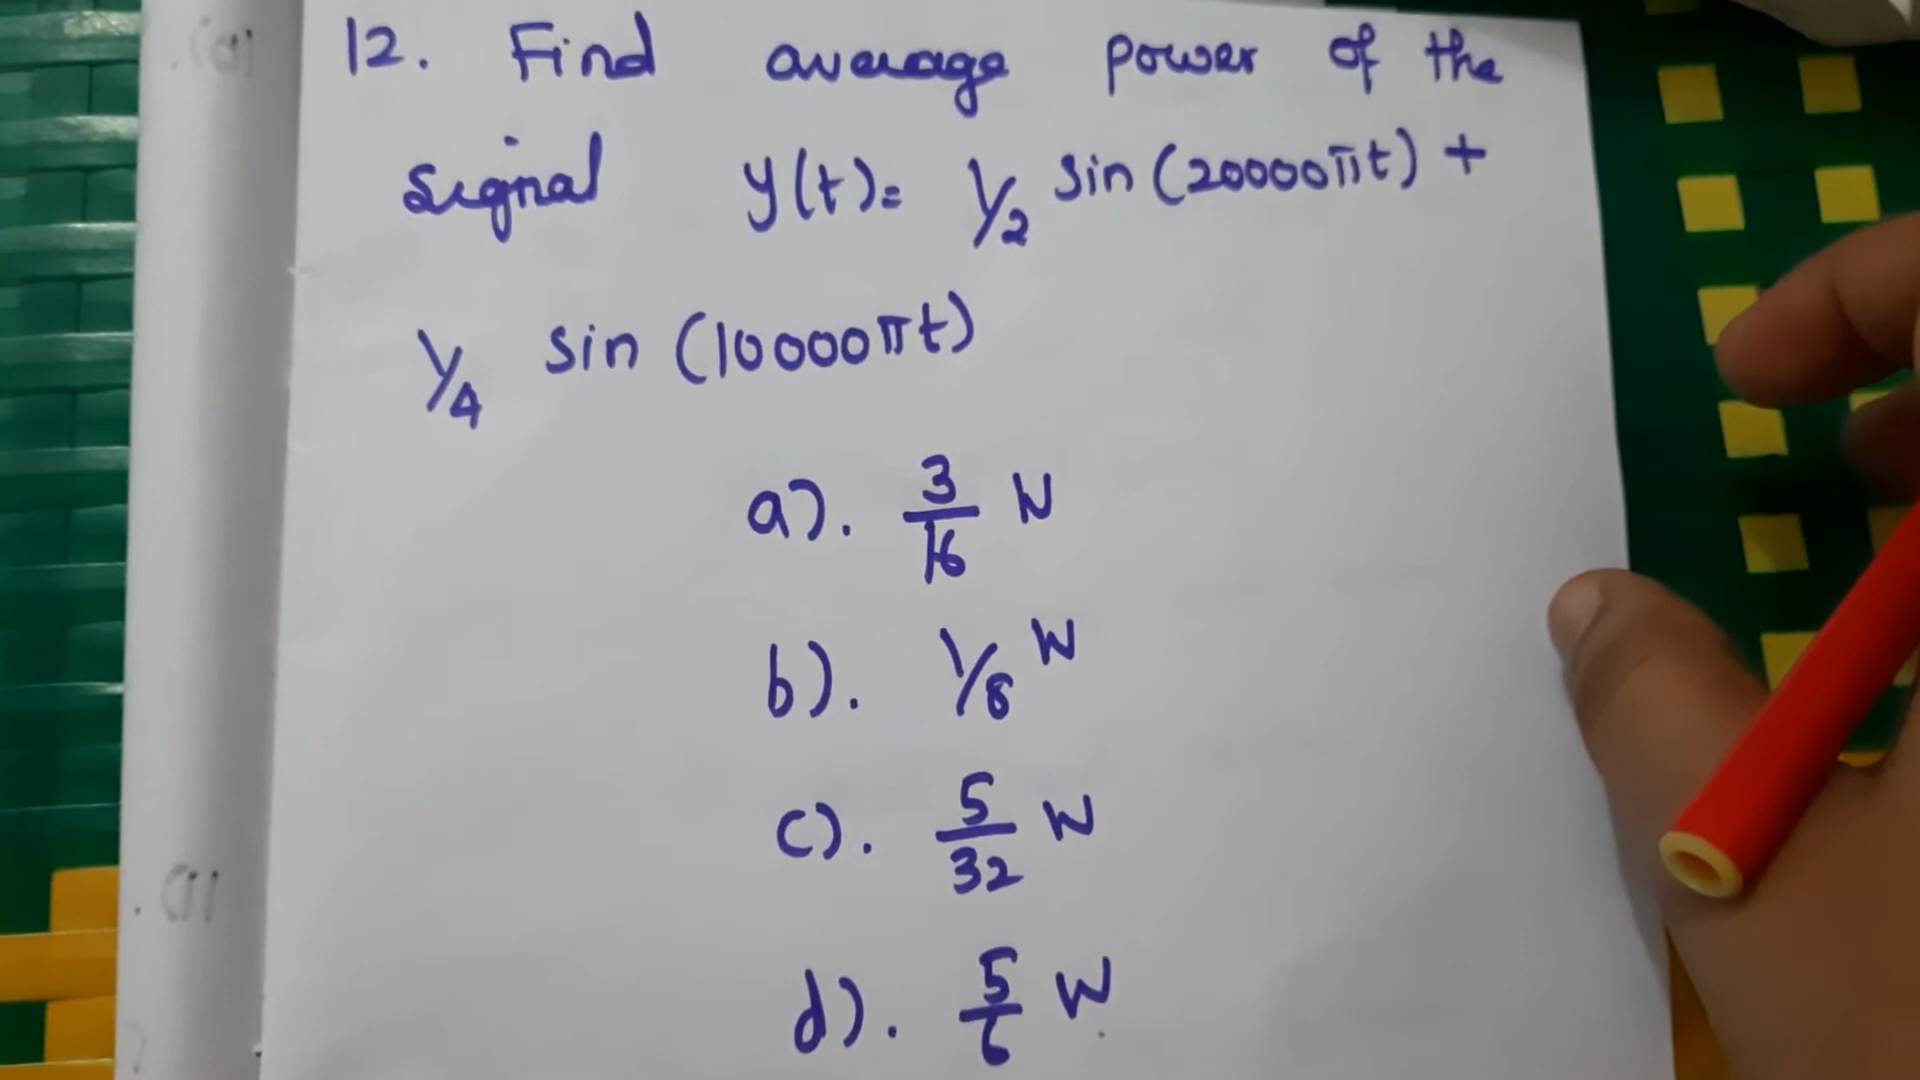 12. Find average power of the
signal y(t)= 1/2 sin(20000πt) +
1/4 sin (10000πt)
a). 3/16 W
b). 1/8 W
c). 5/32 W
d). 5/6 W